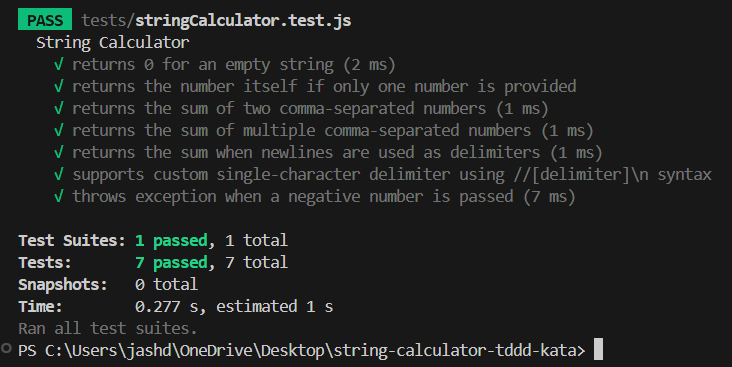 PASS tests/stringCalculator.test.js
String Calculator
√ returns 0 for an empty string (2 ms)
√ returns the number itself if only one number is provided
√ returns the sum of two comma-separated numbers (1 ms)
√ returns the sum of multiple comma-separated numbers (1 ms)
√ returns the sum when newlines are used as delimiters (1 ms)
√ supports custom single-character delimiter using //[delimiter]\n syntax
√ throws exception when a negative number is passed (7 ms)
Test Suites: 1 passed, 1 total
Tests: 7 passed, 7 total
Snapshots: 0 total
Time: 0.277 s, estimated 1 s
Ran all test suites.
PS C:\Users\jashd\OneDrive\Desktop\string-calculator-tddd-kata>